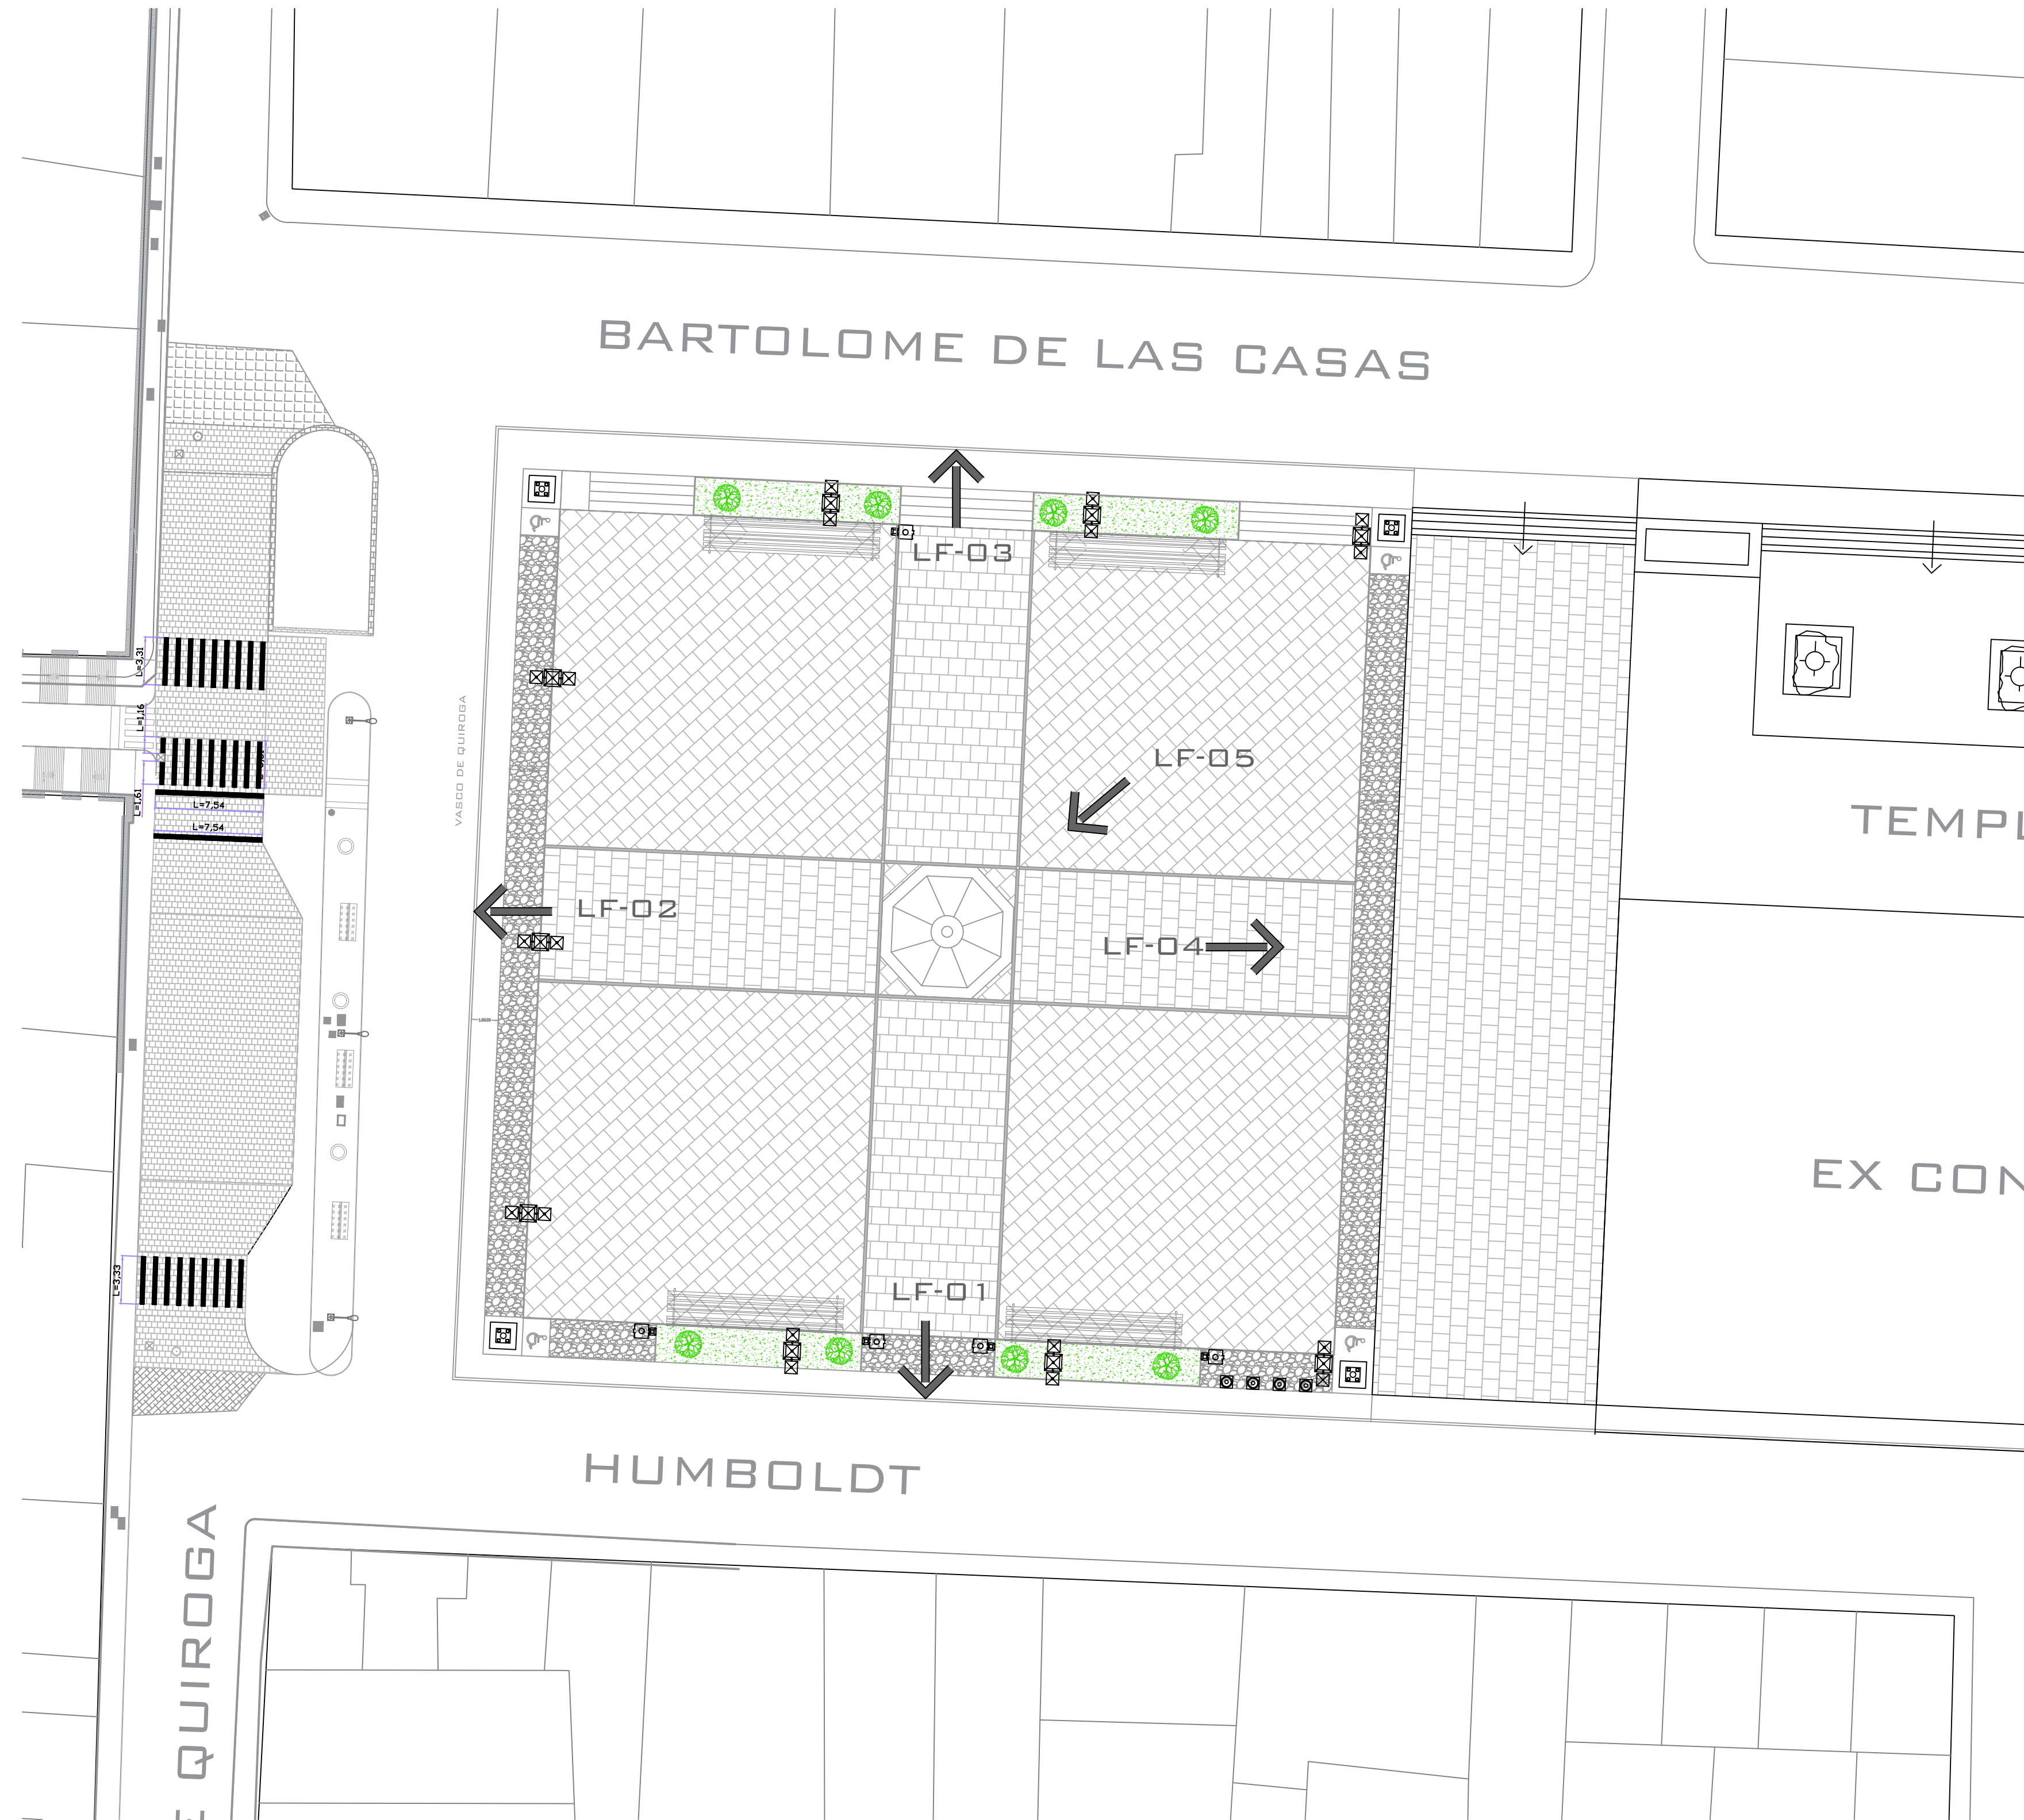 BARTOLOME DE LAS CASAS
LF-03
L=3,31
L=1,16
VASCO DE QUIROGA
LF-05
L=1,61
L=7,54
L=7,54
TEMPL
LF-02
LF-04
EX CON
L=3,33
LF-01
HUMBOLDT
E QUIROGA